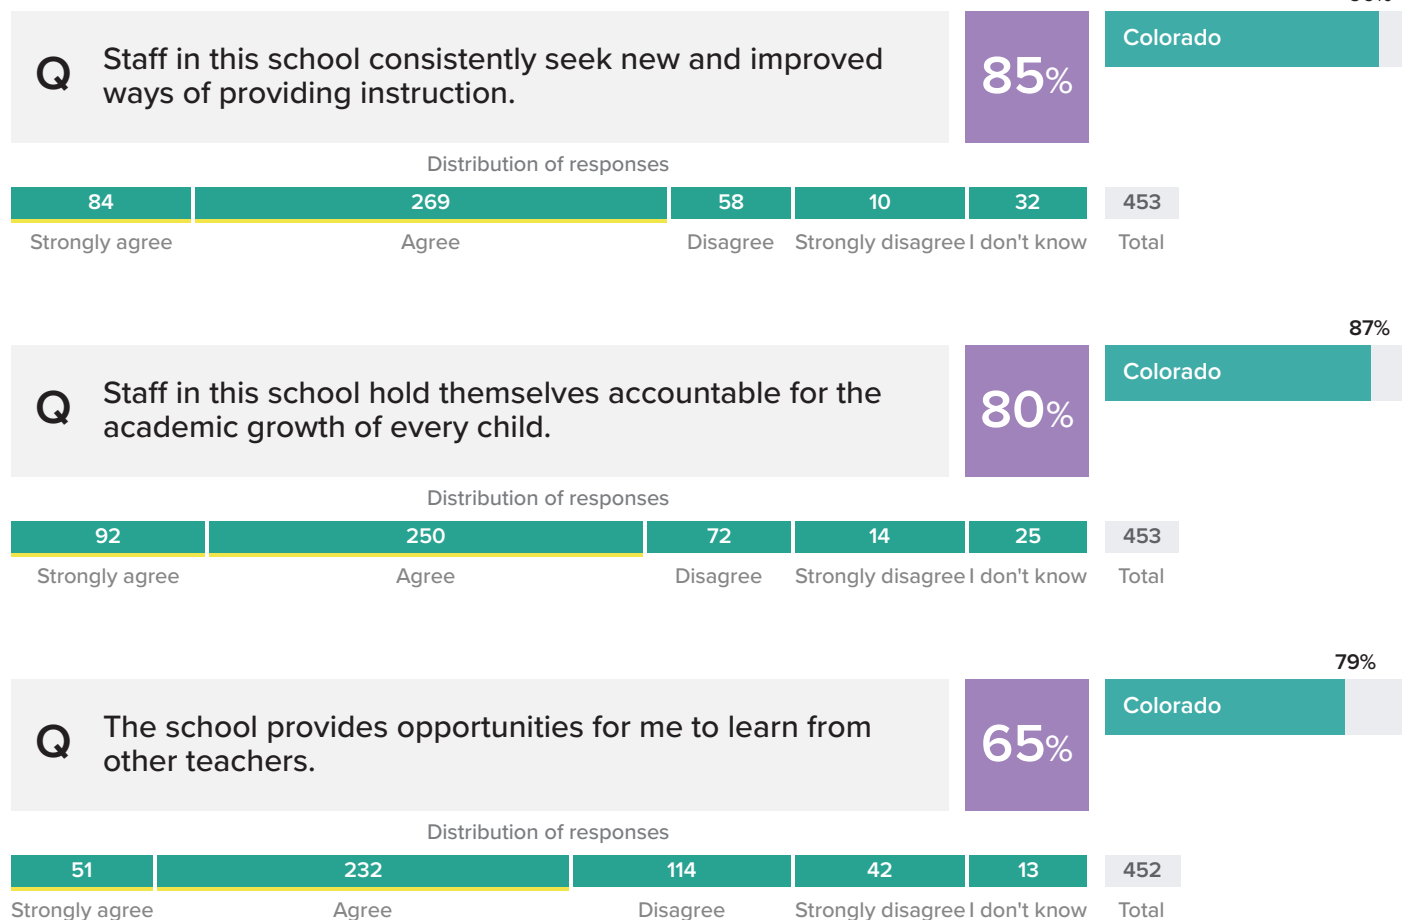 Q
Staff in this school consistently seek new and improved
ways of providing instruction.
85%
Colorado
Distribution of responses
84 269 58 10 32 453
Strongly agree Agree Disagree Strongly disagree I don't know Total
87%
Q
Staff in this school hold themselves accountable for the
academic growth of every child.
80%
Colorado
Distribution of responses
92 250 72 14 25 453
Strongly agree Agree Disagree Strongly disagree I don't know Total
79%
Q
The school provides opportunities for me to learn from
other teachers.
65%
Colorado
Distribution of responses
51 232 114 42 13 452
Strongly agree Agree Disagree Strongly disagree I don't know Total